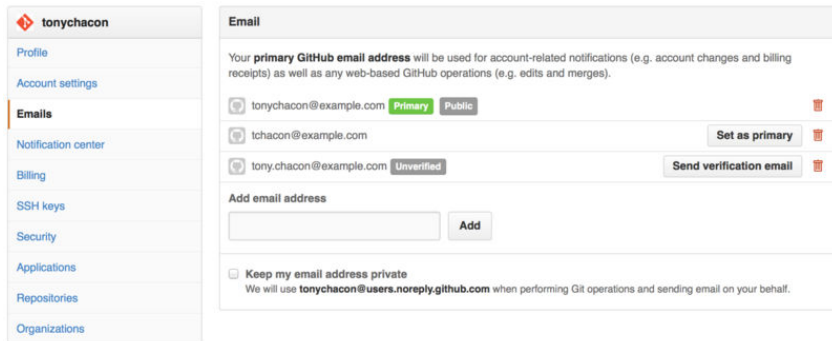 tonychacon
Profile
Account settings
Emails
Notification center
Billing
SSH keys
Security
Applications
Repositories
Organizations
Email
Your primary GitHub email address will be used for account-related notifications (e.g. account changes and billing
receipts) as well as any web-based GitHub operations (e.g. edits and merges).
tonychacon@example.com Primary Public
tchacon@example.com Set as primary
tony.chacon@example.com Unverified Send verification email
Add email address
Add
Keep my email address private
We will use tonychacon@users.noreply.github.com when performing Git operations and sending email on your behalf.